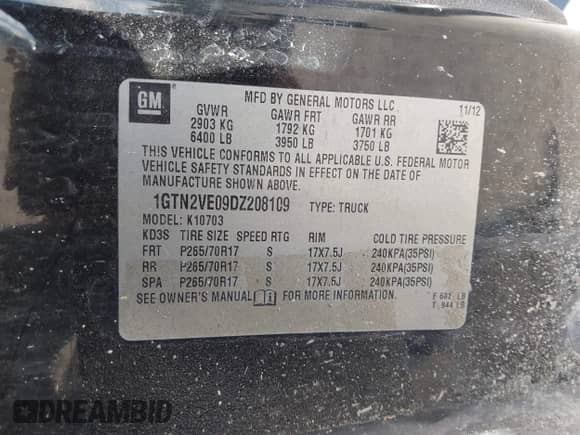 GM
MFD BY GENERAL MOTORS LLC
11/12
GVWR GAWR FRT GAWR RR
2903 KG 1792 KG 1701 KG
6400 LB 3950 LB 3750 LB
THIS VEHICLE CONFORMS TO ALL APPLICABLE U.S. FEDERAL MOTOR
VEHICLE SAFETY STANDARDS IN EFFECT ON THE DATE OF
MANUFACTURE SHOWN ABOVE.
1GTN2VE09DZ208109 TYPE: TRUCK
MODEL: K10703
KD3S TIRE SIZE SPEED RTG RIM COLD TIRE PRESSURE
FRT P265/70R17 S 17X7.5J 240KPA(35PSI)
RR P265/70R17 S 17X7.5J 240KPA(35PSI)
SPA P265/70R17 S 17X7.5J 240KPA(35PSI)
SEE OWNER'S MANUAL FOR MORE INFORMATION.
F LB
T 944 LB
DREAMBID